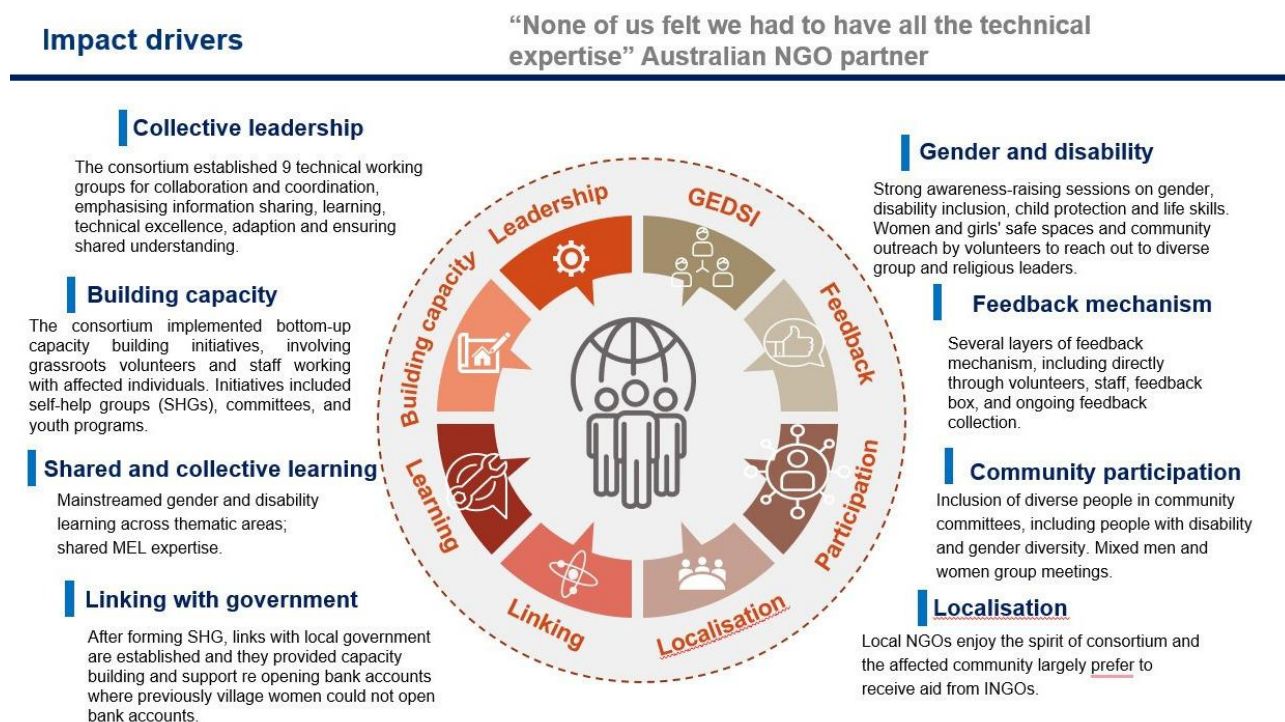 Impact drivers
“None of us felt we had to have all the technical
expertise” Australian NGO partner
Collective leadership
The consortium established 9 technical working
groups for collaboration and coordination,
emphasising information sharing, learning,
technical excellence, adaption and ensuring
shared understanding.
Building capacity
The consortium implemented bottom-up
capacity building initiatives, involving
grassroots volunteers and staff working
with affected individuals. Initiatives included
self-help groups (SHGs), committees, and
youth programs.
Shared and collective learning
Mainstreamed gender and disability
learning across thematic areas;
shared MEL expertise.
Linking with government
After forming SHG, links with local government
are established and they provided capacity
building and support re opening bank accounts
where previously village women could not open
bank accounts.
Leadership
GEDSI
Building capacity
Feedback
Learning
Participation
Linking
Localisation
Gender and disability
Strong awareness-raising sessions on gender,
disability inclusion, child protection and life skills.
Women and girls' safe spaces and community
outreach by volunteers to reach out to diverse
group and religious leaders.
Feedback mechanism
Several layers of feedback
mechanism, including directly
through volunteers, staff, feedback
box, and ongoing feedback
collection.
Community participation
Inclusion of diverse people in community
committees, including people with disability
and gender diversity. Mixed men and
women group meetings.
Localisation
Local NGOs enjoy the spirit of consortium and
the affected community largely prefer to
receive aid from INGOs.